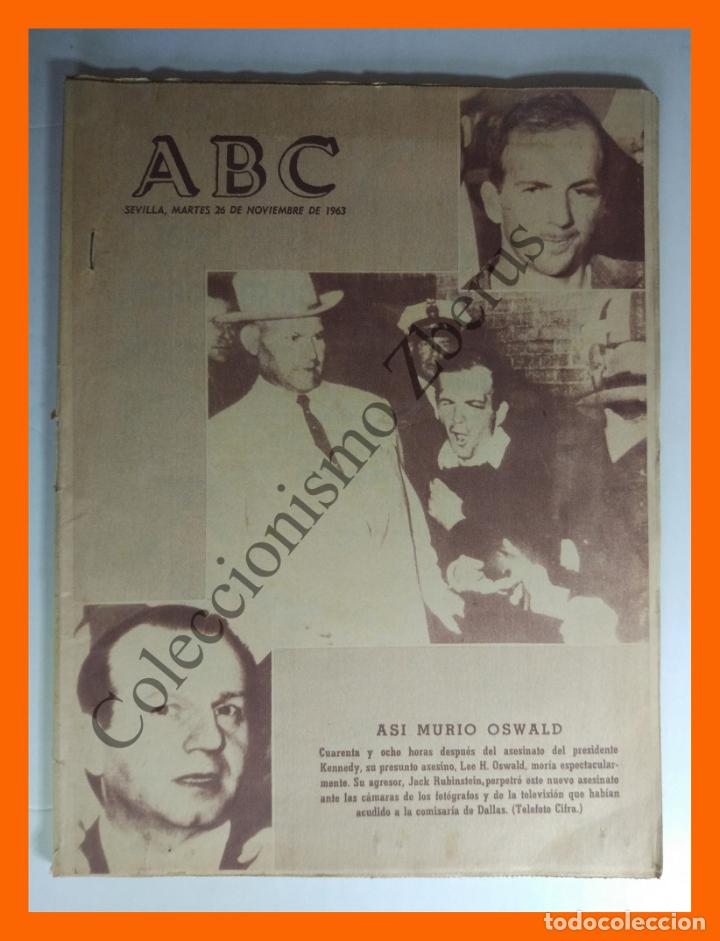 ABC
SEVILLA, MARTES 26 DE NOVIEMBRE DE 1963
Coleccionismo Zberus
ASI MURIO OSWALD
Cuarenta y ocho horas después del asesinato del presidente
Kennedy, su presunto asesino, Lee H. Oswald, moría espectacular-
mente. Su agresor, Jack Rubinstein, perpetró este nuevo asesinato
ante las cámaras de los fotógrafos y de la televisión que habían
acudido a la comisaría de Dallas. (Telefoto Cifra.)
todocoleccion